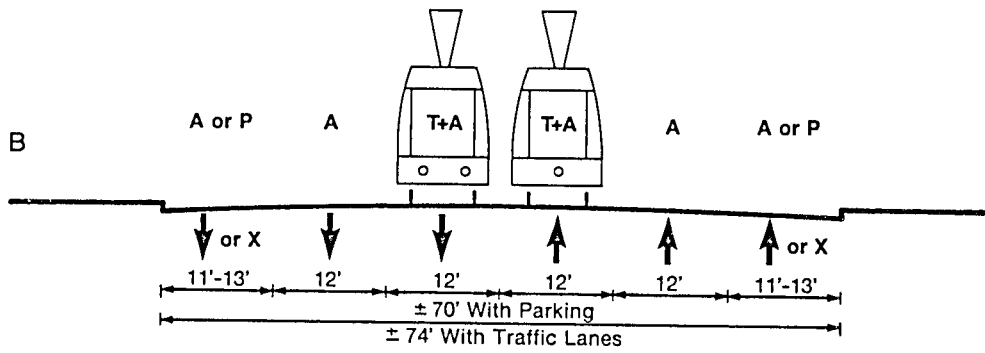 A or P A T+A T+A A A or P
B
or X or X
11'-13' 12' 12' 12' 12' 11'-13'
± 70' With Parking
± 74' With Traffic Lanes